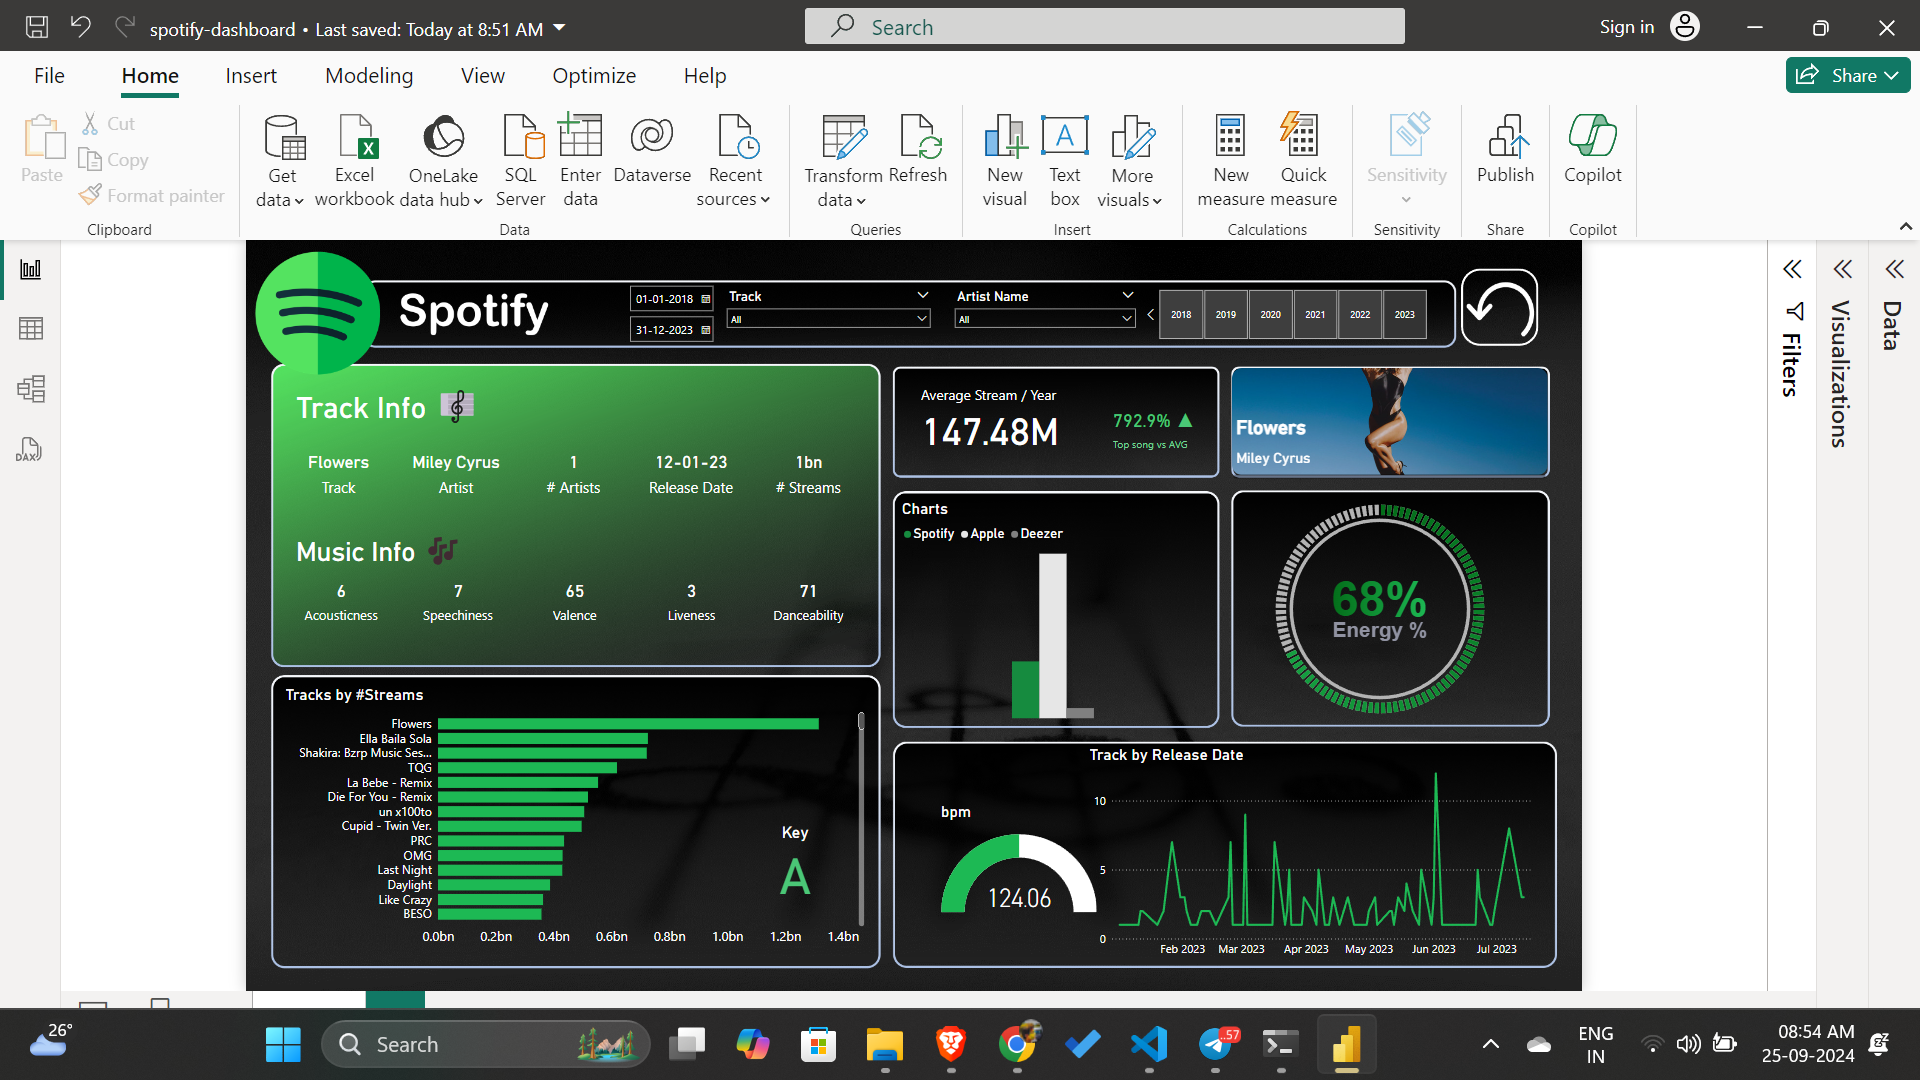 spotify-dashboard • Last saved: Today at 8:51 AM
Search
Sign in
File Home Insert Modeling View Optimize Help
Share
Paste
Cut
Copy
Format painter
Clipboard
Get data
Excel workbook
OneLake data hub
SQL Server
Enter data
Dataverse
Recent sources
Data
Transform data
Refresh
Queries
New visual
Text box
More visuals
Insert
New measure
Quick measure
Calculations
Sensitivity
Sensitivity
Publish
Share
Copilot
Copilot
DAX
Spotify
01-01-2018
31-12-2023
Track
All
Artist Name
All
2018 2019 2020 2021 2022 2023
Filters
Visualizations
Data
Track Info
Flowers Miley Cyrus 1 12-01-23 1bn
Track Artist # Artists Release Date # Streams
Music Info
6 7 65 3 71
Acousticness Speechiness Valence Liveness Danceability
Average Stream / Year
147.48M
792.9%
Top song vs AVG
Flowers
Miley Cyrus
Charts
Spotify Apple Deezer
68%
Energy %
Tracks by #Streams
Flowers
Ella Baila Sola
Shakira: Bzrp Music Ses...
TQG
La Bebe - Remix
Die For You - Remix
un x100to
Cupid - Twin Ver.
PRC
OMG
Last Night
Daylight
Like Crazy
BESO
0.0bn 0.2bn 0.4bn 0.6bn 0.8bn 1.0bn 1.2bn 1.4bn
Key
A
Track by Release Date
bpm
124.06
10
5
0
Feb 2023 Mar 2023 Apr 2023 May 2023 Jun 2023 Jul 2023
26°
Search
..57
ENG
IN
08:54 AM
25-09-2024